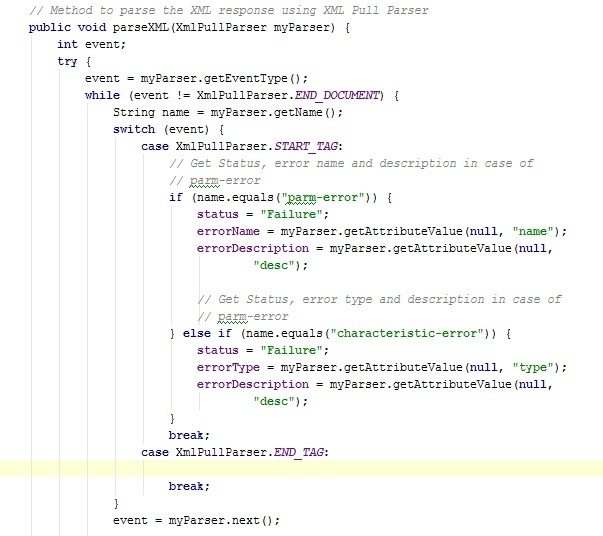 // Method to parse the XML response using XML Pull Parser
public void parseXML(XmlPullParser myParser) {
    int event;
    try {
        event = myParser.getEventType();
        while (event != XmlPullParser.END_DOCUMENT) {
            String name = myParser.getName();
            switch (event) {
                case XmlPullParser.START_TAG:
                    // Get Status, error name and description in case of
                    // parm-error
                    if (name.equals("parm-error")) {
                        status = "Failure";
                        errorName = myParser.getAttributeValue(null, "name");
                        errorDescription = myParser.getAttributeValue(null,
                                "desc");
                        // Get Status, error type and description in case of
                        // parm-error
                    } else if (name.equals("characteristic-error")) {
                        status = "Failure";
                        errorType = myParser.getAttributeValue(null, "type");
                        errorDescription = myParser.getAttributeValue(null,
                                "desc");
                    }
                    break;
                case XmlPullParser.END_TAG:
                    break;
            }
            event = myParser.next();